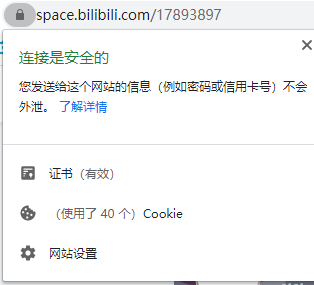 space.bilibili.com/17893897
连接是安全的
您发送给这个网站的信息（例如密码或信用卡号）不会
外泄。 了解详情
证书（有效）
（使用了 40 个）Cookie
网站设置